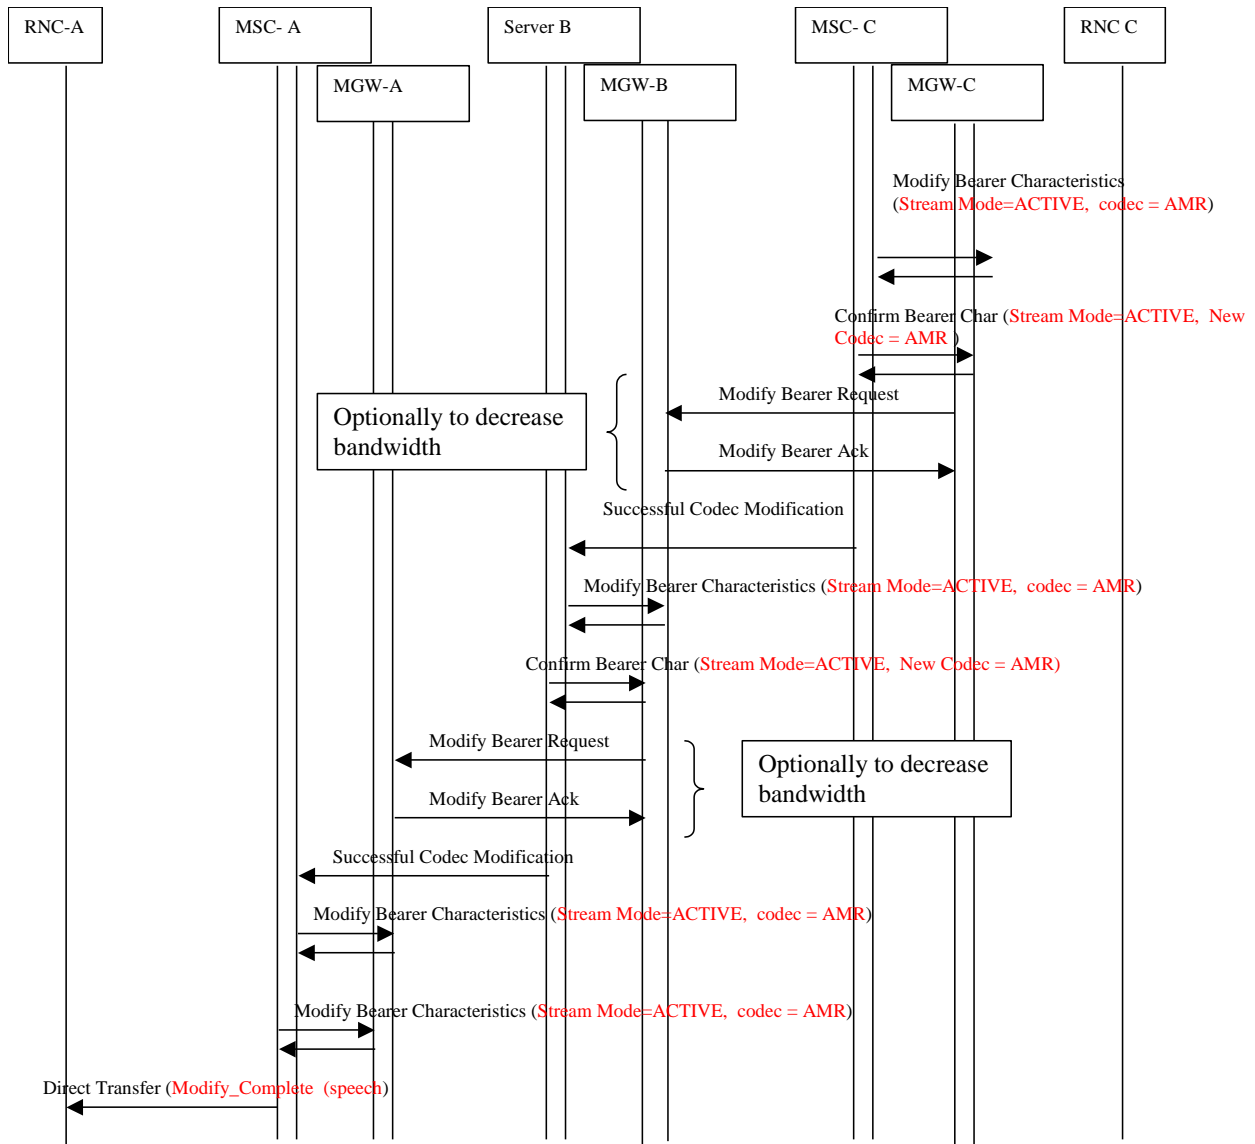 RNC-A
MSC- A
Server B
MSC- C
RNC C
MGW-A
MGW-B
MGW-C
Modify Bearer Characteristics
(Stream Mode=ACTIVE, codec = AMR)
Confirm Bearer Char (Stream Mode=ACTIVE, New
Codec = AMR )
Modify Bearer Request
Optionally to decrease
bandwidth
Modify Bearer Ack
Successful Codec Modification
Modify Bearer Characteristics (Stream Mode=ACTIVE, codec = AMR)
Confirm Bearer Char (Stream Mode=ACTIVE, New Codec = AMR)
Modify Bearer Request
Optionally to decrease
bandwidth
Modify Bearer Ack
Successful Codec Modification
Modify Bearer Characteristics (Stream Mode=ACTIVE, codec = AMR)
Modify Bearer Characteristics (Stream Mode=ACTIVE, codec = AMR)
Direct Transfer (Modify_Complete (speech)